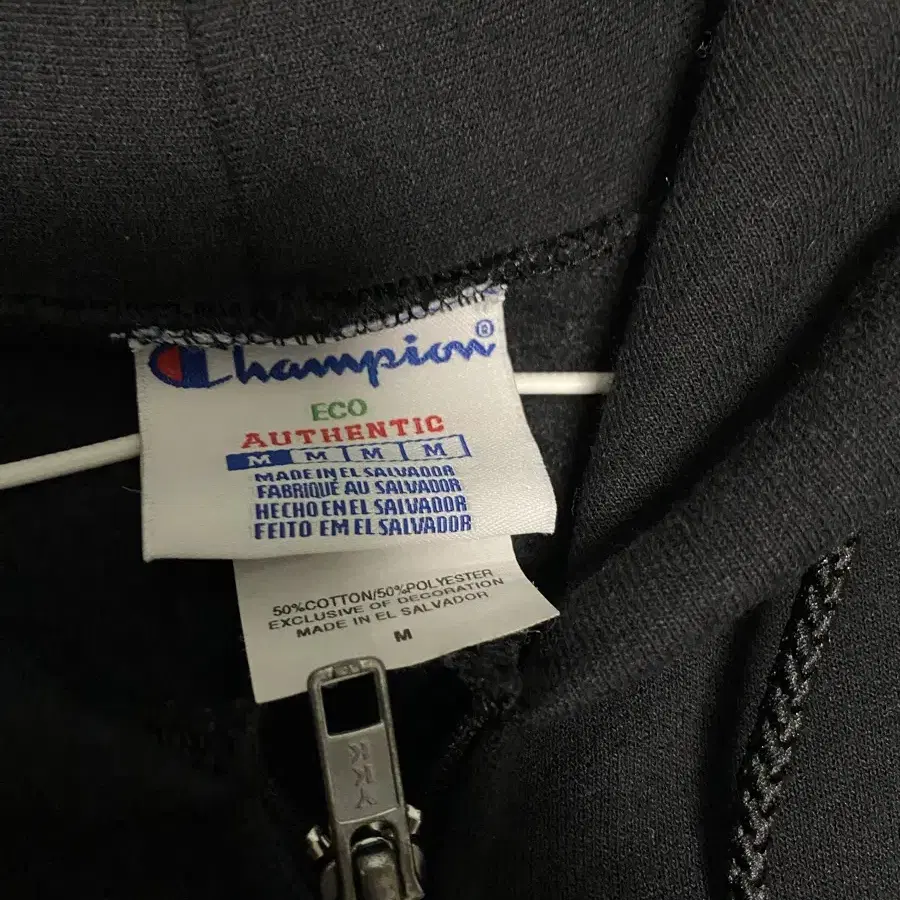 Champion®
ECO
AUTHENTIC
M M M M
MADE IN EL SALVADOR
FABRIQUÉ AU SALVADOR
HECHO EN EL SALVADOR
FEITO EM EL SALVADOR
50%COTTON/50%POLYESTER
EXCLUSIVE OF DECORATION
MADE IN EL SALVADOR
M
YKK